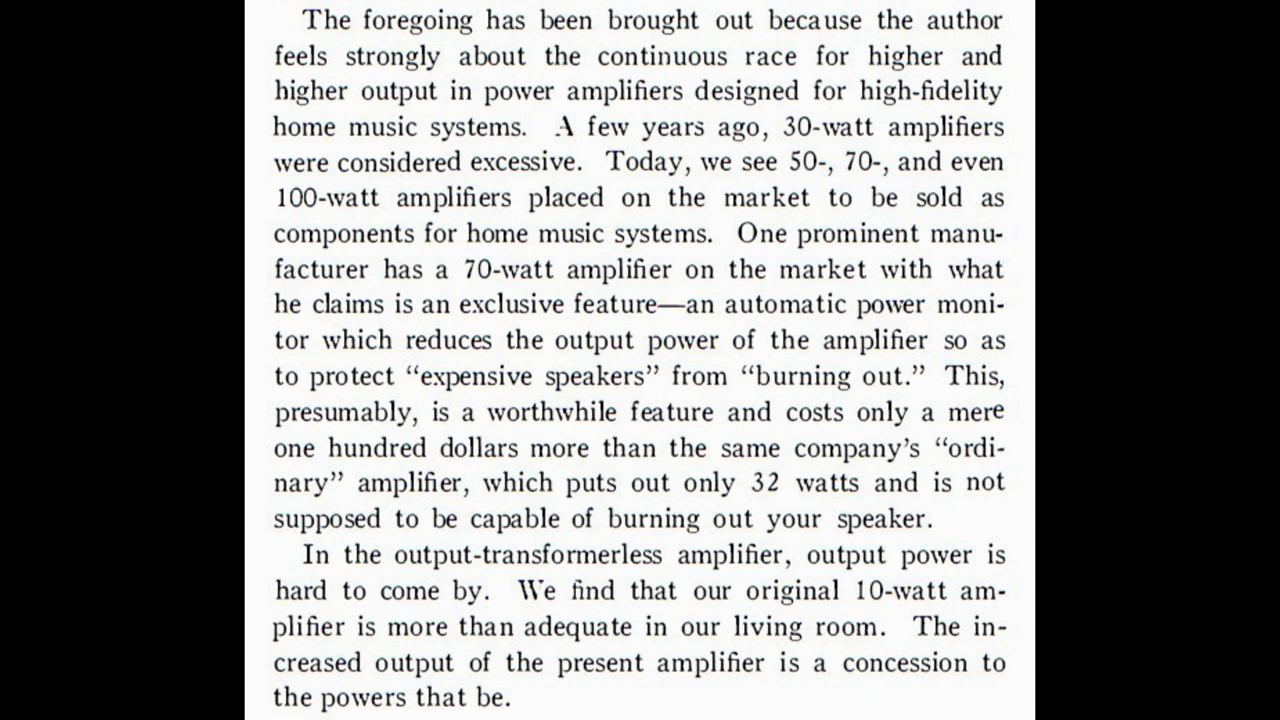 The foregoing has been brought out because the author
feels strongly about the continuous race for higher and
higher output in power amplifiers designed for high-fidelity
home music systems. A few years ago, 30-watt amplifiers
were considered excessive. Today, we see 50-, 70-, and even
100-watt amplifiers placed on the market to be sold as
components for home music systems. One prominent manu-
facturer has a 70-watt amplifier on the market with what
he claims is an exclusive feature—an automatic power moni-
tor which reduces the output power of the amplifier so as
to protect “expensive speakers” from “burning out.” This,
presumably, is a worthwhile feature and costs only a mere
one hundred dollars more than the same company’s “ordi-
nary” amplifier, which puts out only 32 watts and is not
supposed to be capable of burning out your speaker.
In the output-transformerless amplifier, output power is
hard to come by. We find that our original 10-watt am-
plifier is more than adequate in our living room. The in-
creased output of the present amplifier is a concession to
the powers that be.